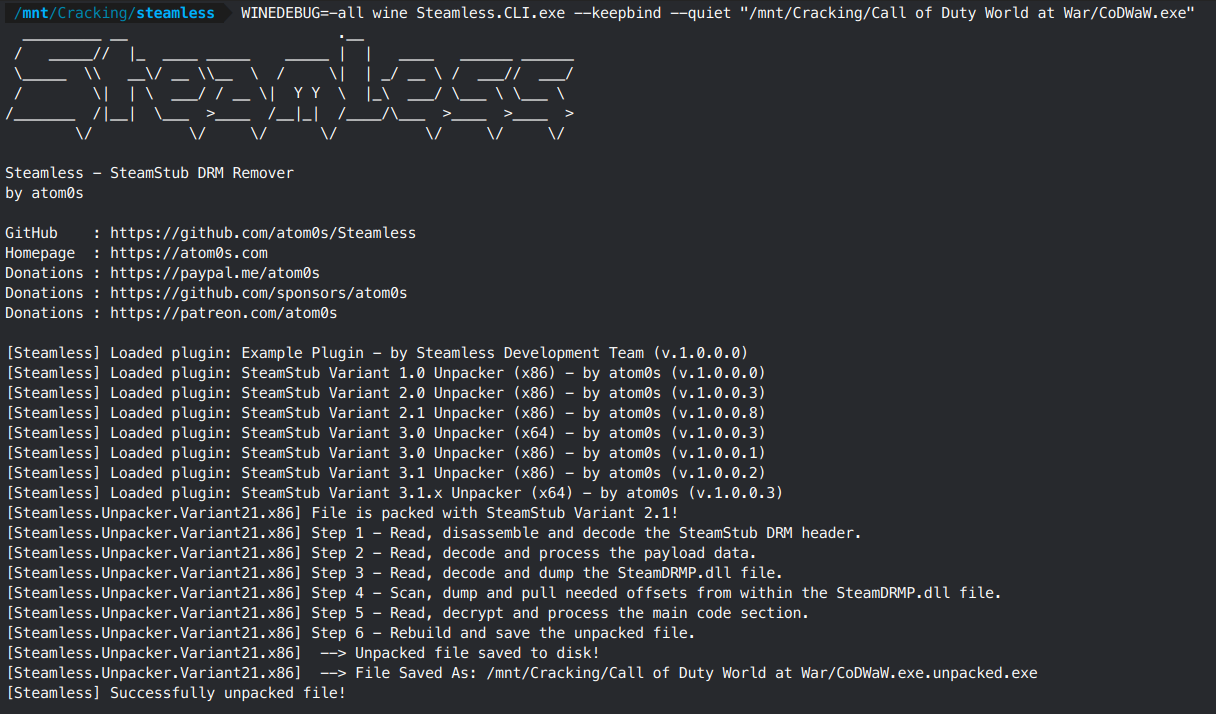 /mnt/Cracking/steamless WINEDEBUG=-all wine Steamless.CLI.exe --keepbind --quiet "/mnt/Cracking/Call of Duty World at War/CoDWaW.exe"
Steamless
Steamless - SteamStub DRM Remover
by atom0s
GitHub    : https://github.com/atom0s/Steamless
Homepage  : https://atom0s.com
Donations : https://paypal.me/atom0s
Donations : https://github.com/sponsors/atom0s
Donations : https://patreon.com/atom0s
[Steamless] Loaded plugin: Example Plugin - by Steamless Development Team (v.1.0.0.0)
[Steamless] Loaded plugin: SteamStub Variant 1.0 Unpacker (x86) - by atom0s (v.1.0.0.0)
[Steamless] Loaded plugin: SteamStub Variant 2.0 Unpacker (x86) - by atom0s (v.1.0.0.3)
[Steamless] Loaded plugin: SteamStub Variant 2.1 Unpacker (x86) - by atom0s (v.1.0.0.8)
[Steamless] Loaded plugin: SteamStub Variant 3.0 Unpacker (x64) - by atom0s (v.1.0.0.3)
[Steamless] Loaded plugin: SteamStub Variant 3.0 Unpacker (x86) - by atom0s (v.1.0.0.1)
[Steamless] Loaded plugin: SteamStub Variant 3.1 Unpacker (x86) - by atom0s (v.1.0.0.2)
[Steamless] Loaded plugin: SteamStub Variant 3.1.x Unpacker (x64) - by atom0s (v.1.0.0.3)
[Steamless.Unpacker.Variant21.x86] File is packed with SteamStub Variant 2.1!
[Steamless.Unpacker.Variant21.x86] Step 1 - Read, disassemble and decode the SteamStub DRM header.
[Steamless.Unpacker.Variant21.x86] Step 2 - Read, decode and process the payload data.
[Steamless.Unpacker.Variant21.x86] Step 3 - Read, decode and dump the SteamDRMP.dll file.
[Steamless.Unpacker.Variant21.x86] Step 4 - Scan, dump and pull needed offsets from within the SteamDRMP.dll file.
[Steamless.Unpacker.Variant21.x86] Step 5 - Read, decrypt and process the main code section.
[Steamless.Unpacker.Variant21.x86] Step 6 - Rebuild and save the unpacked file.
[Steamless.Unpacker.Variant21.x86]  --> Unpacked file saved to disk!
[Steamless.Unpacker.Variant21.x86]  --> File Saved As: /mnt/Cracking/Call of Duty World at War/CoDWaW.exe.unpacked.exe
[Steamless] Successfully unpacked file!